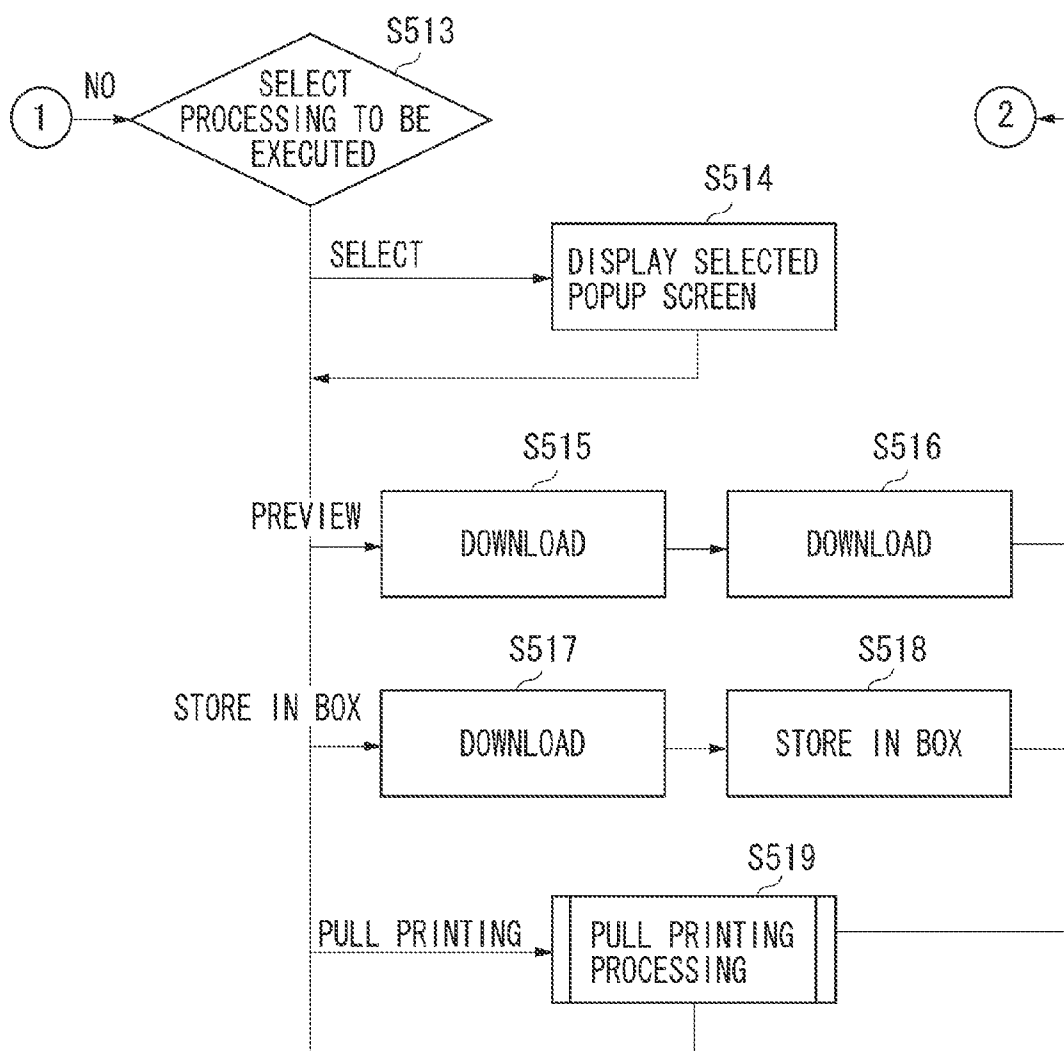 S513
1
NO
SELECT
PROCESSING TO BE
EXECUTED
2
S514
SELECT
DISPLAY SELECTED
POPUP SCREEN
S515
S516
PREVIEW
DOWNLOAD
DOWNLOAD
S517
S518
STORE IN BOX
DOWNLOAD
STORE IN BOX
S519
PULL PRINTING
PULL PRINTING
PROCESSING